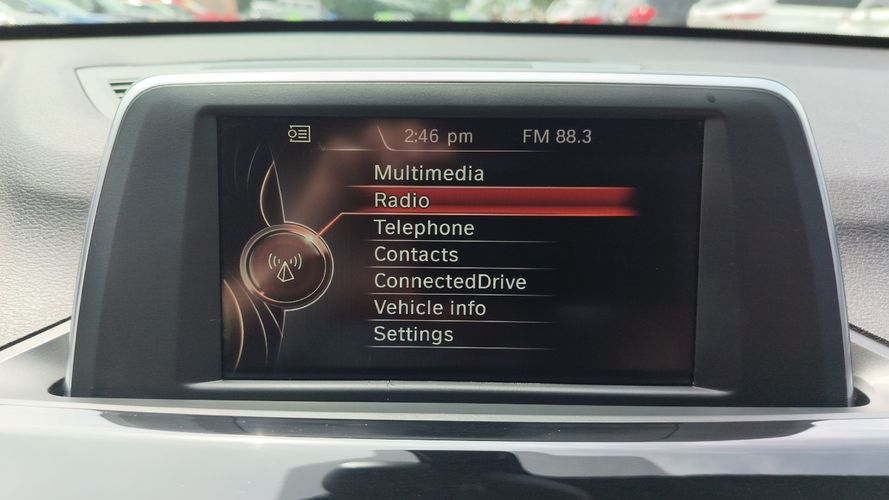 2:46 pm FM 88.3
Multimedia
Radio
Telephone
Contacts
ConnectedDrive
Vehicle info
Settings